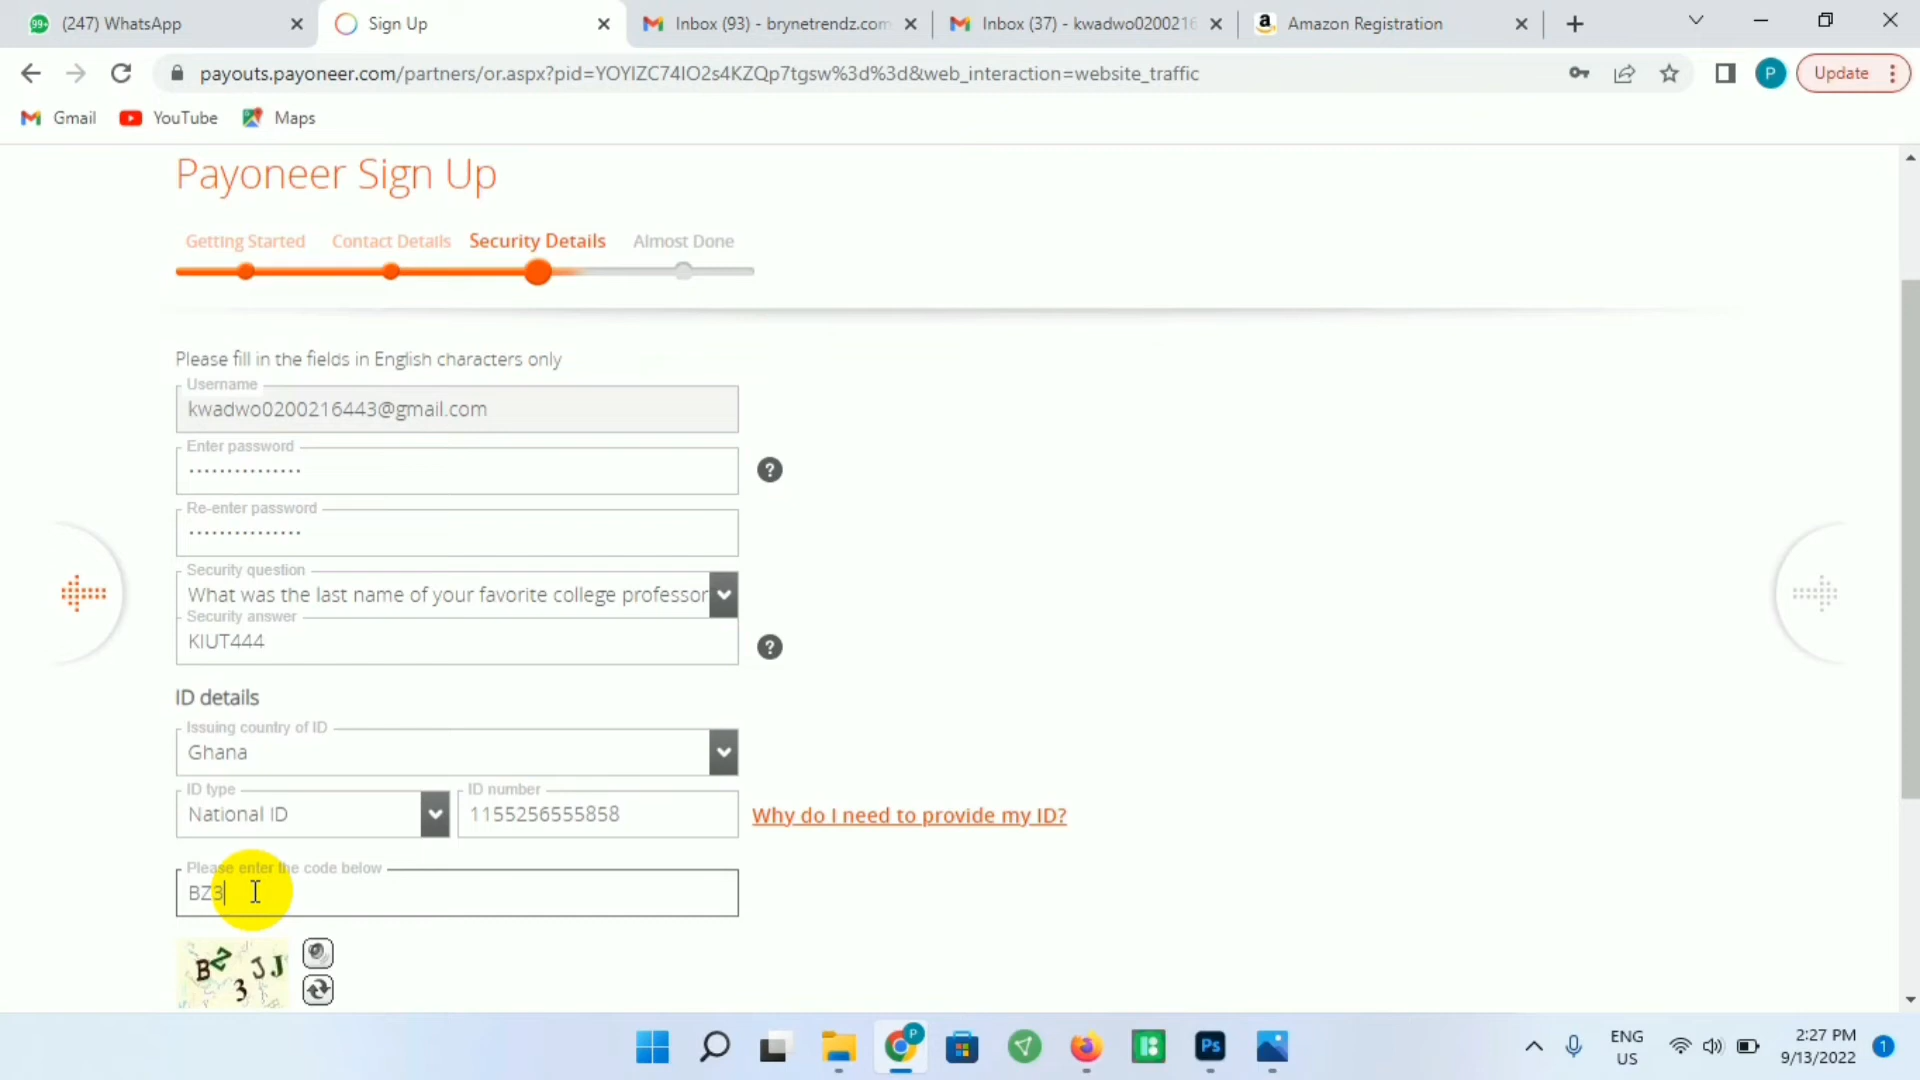 99+ (247) WhatsApp
Sign Up
Inbox (93) - brynetrendz.com
Inbox (37) - kwadwo0200216
a Amazon Registration
payouts.payoneer.com/partners/or.aspx?pid=YOYIZC74IO2s4KZQp7tgsw%3d%3d&web_interaction=website_traffic
P
Update
Gmail
YouTube
Maps
Payoneer Sign Up
Getting Started
Contact Details
Security Details
Almost Done
Please fill in the fields in English characters only
Username
kwadwo0200216443@gmail.com
Enter password
Re-enter password
Security question
What was the last name of your favorite college professor
Security answer
KIUT444
ID details
Issuing country of ID
Ghana
ID type
National ID
ID number
1155256555858
Why do I need to provide my ID?
Please enter the code below
BZ3
P
Ps
ENG
US
2:27 PM
9/13/2022
1